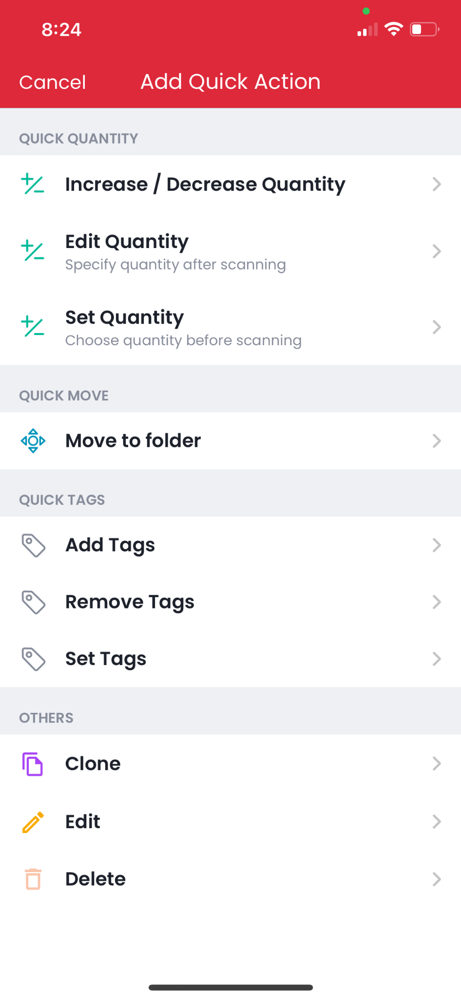 8:24
Cancel
Add Quick Action
QUICK QUANTITY
Increase / Decrease Quantity
Edit Quantity
Specify quantity after scanning
Set Quantity
Choose quantity before scanning
QUICK MOVE
Move to folder
QUICK TAGS
Add Tags
Remove Tags
Set Tags
OTHERS
Clone
Edit
Delete